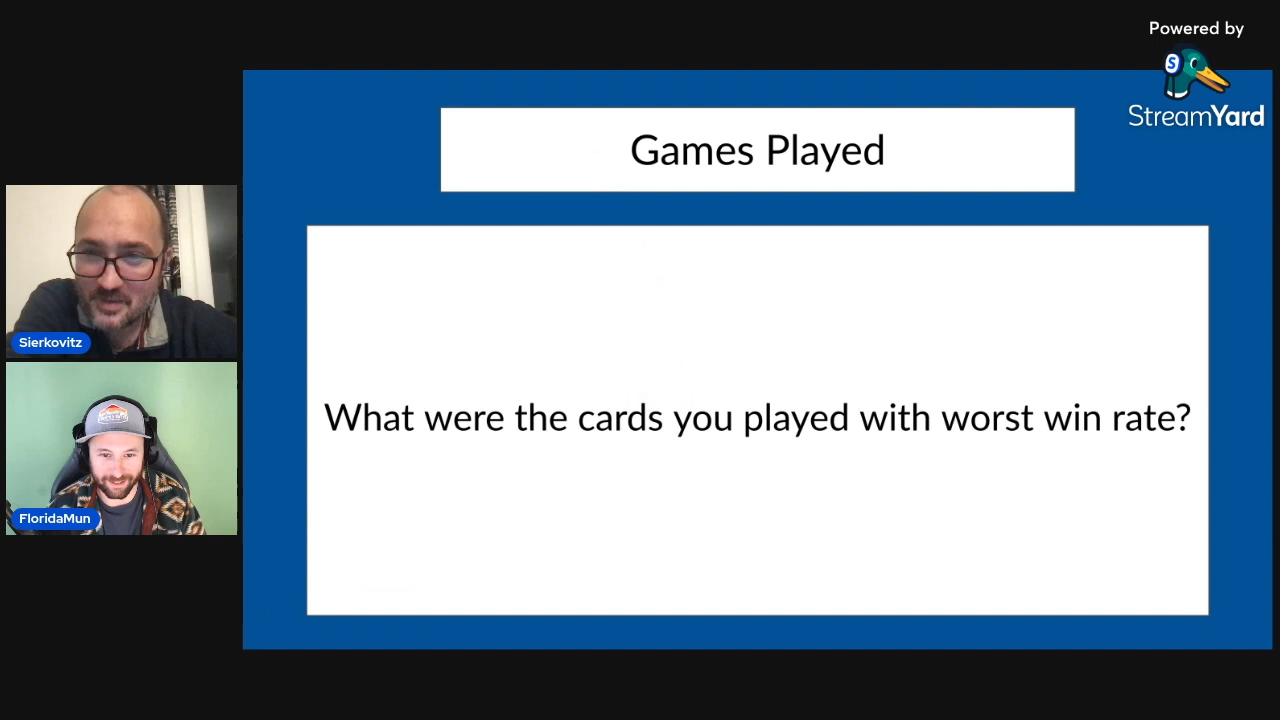 Powered by
StreamYard
Games Played
What were the cards you played with worst win rate?
Sierkovitz
FloridaMun